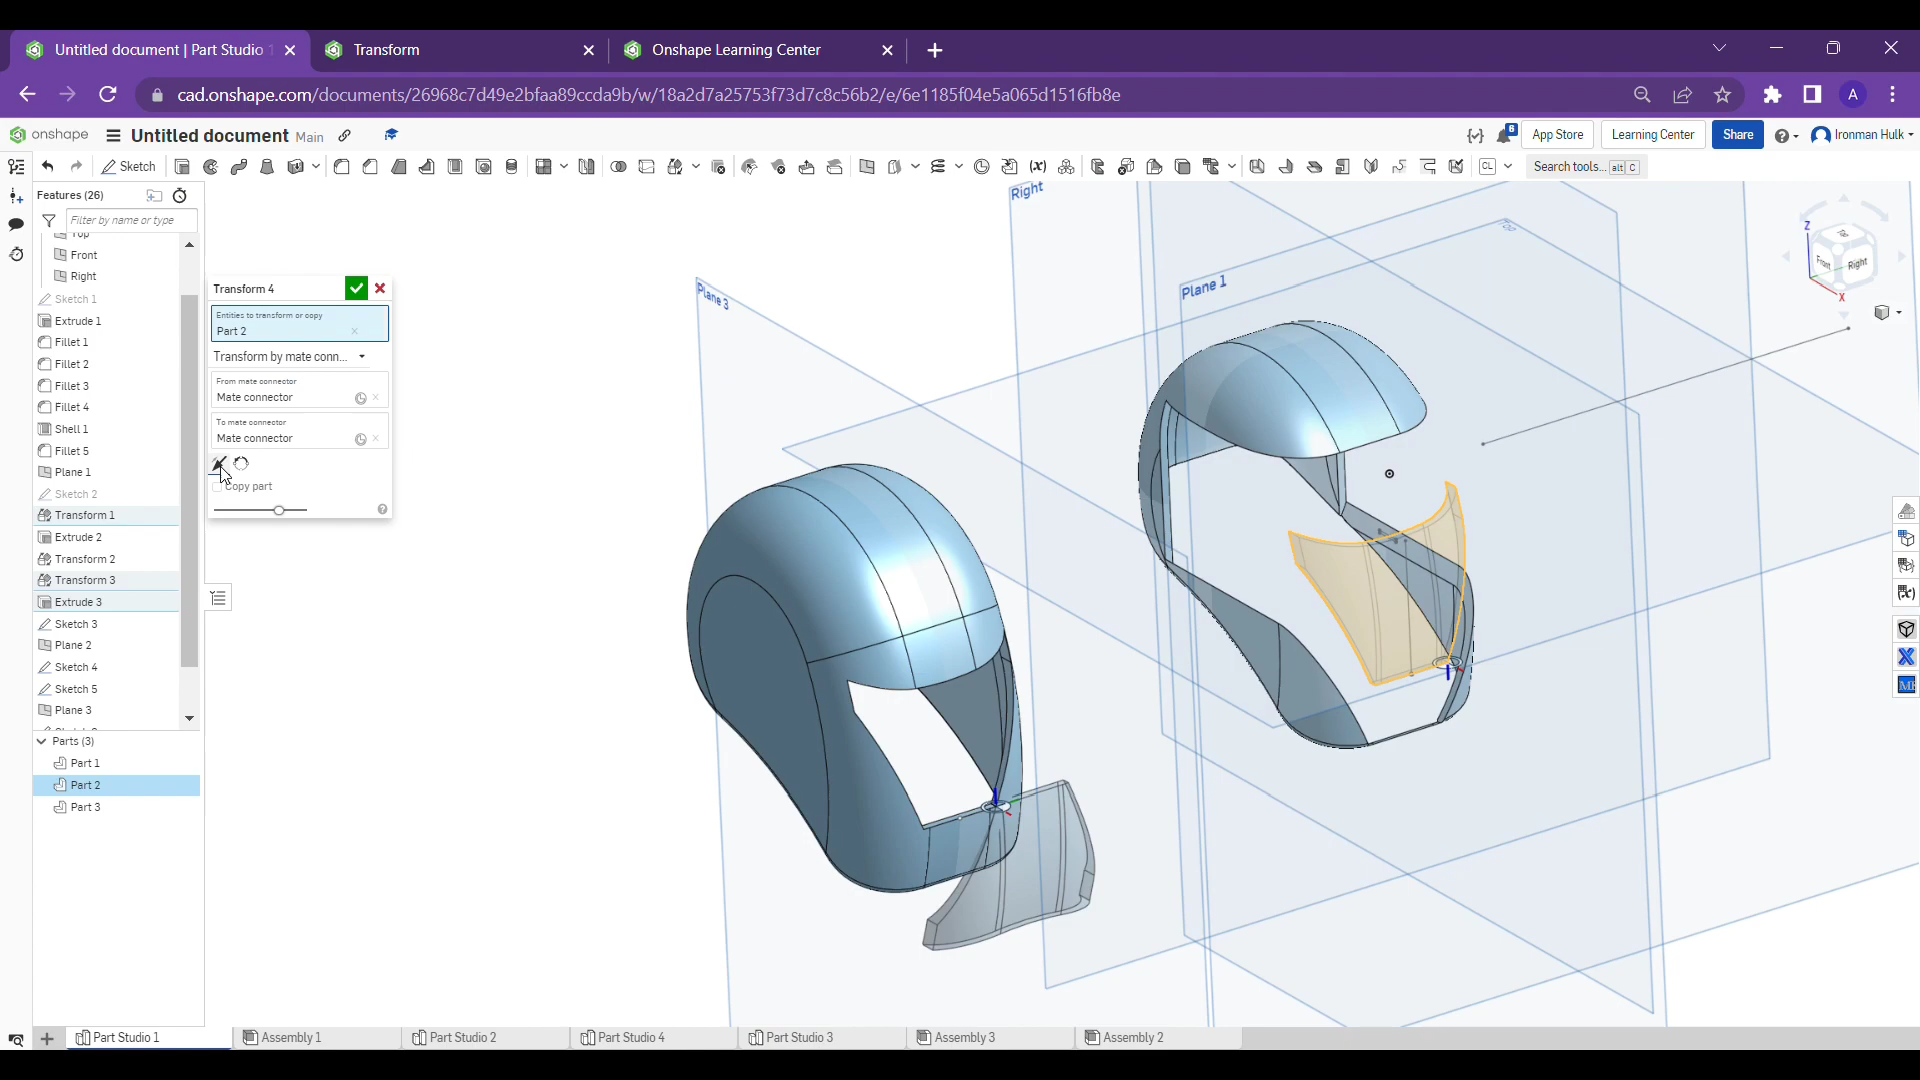 Untitled document | Part Studio 1
Transform
Onshape Learning Center
cad.onshape.com/documents/26968c7d49e2bfaa89ccda9b/w/18a2d7a25753f73d7c8c56b2/e/6e1185f04e5a065d1516fb8e
A
onshape
Untitled document Main
6
App Store
Learning Center
Share
Ironman Hulk
Sketch
CL
Search tools... alt C
Features (26)
Filter by name or type
Top
Front
Right
Sketch 1
Extrude 1
Fillet 1
Fillet 2
Fillet 3
Fillet 4
Shell 1
Fillet 5
Plane 1
Sketch 2
Transform 1
Extrude 2
Transform 2
Transform 3
Extrude 3
Sketch 3
Plane 2
Sketch 4
Sketch 5
Plane 3
Parts (3)
Part 1
Part 2
Part 3
Transform 4
Entities to transform or copy
Part 2
Transform by mate conn...
From mate connector
Mate connector
To mate connector
Mate connector
Copy part
Plane 3
Right
Plane 1
Top
Z
Top
Front
Right
X
Part Studio 1
Assembly 1
Part Studio 2
Part Studio 4
Part Studio 3
Assembly 3
Assembly 2